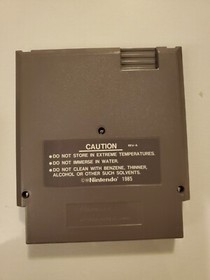 CAUTION REV-A
● DO NOT STORE IN EXTREME TEMPERATURES.
● DO NOT IMMERSE IN WATER.
● DO NOT CLEAN WITH BENZENE, THINNER,
ALCOHOL OR OTHER SUCH SOLVENTS.
©Nintendo 1985